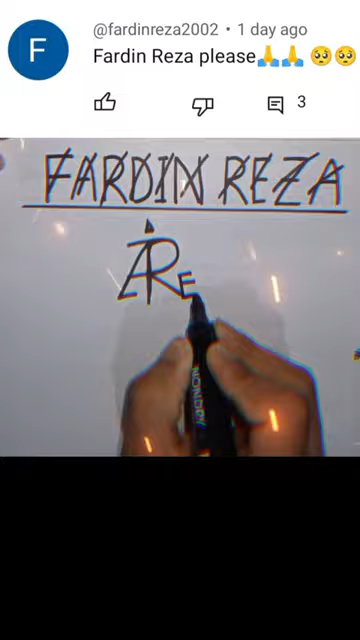 @fardinreza2002 • 1 day ago
F
Fardin Reza please🙏🙏 🥺🥺
3
FARDIN REZA
Re